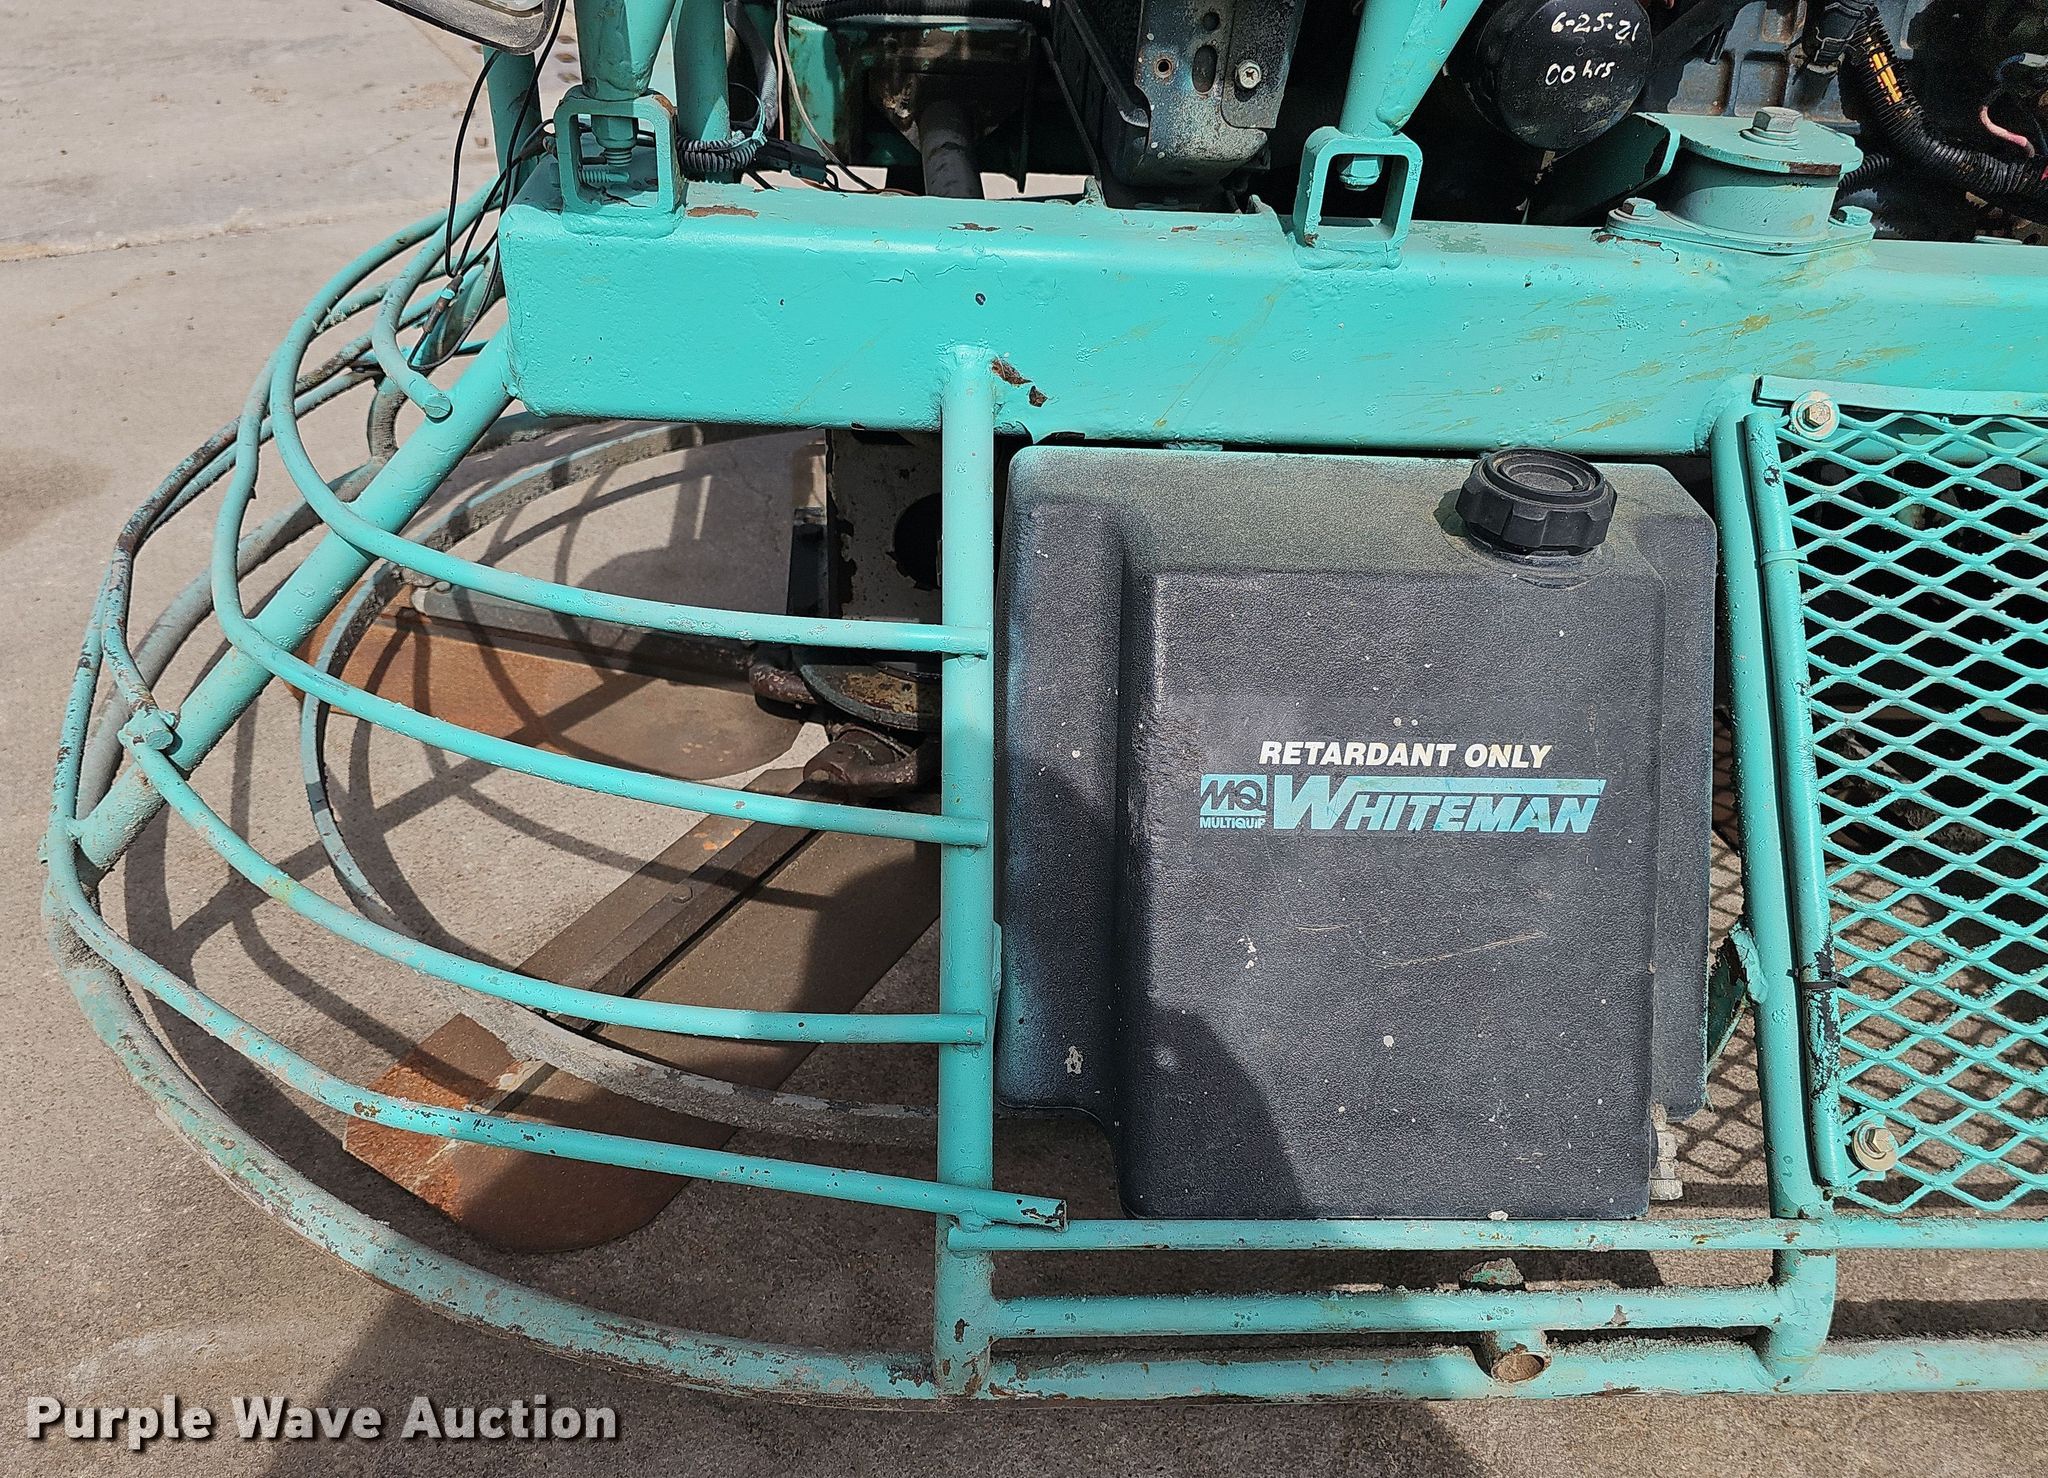 6-25-21
00 hrs
RETARDANT ONLY
MQ WHITEMAN
MULTIQUIP
Purple Wave Auction